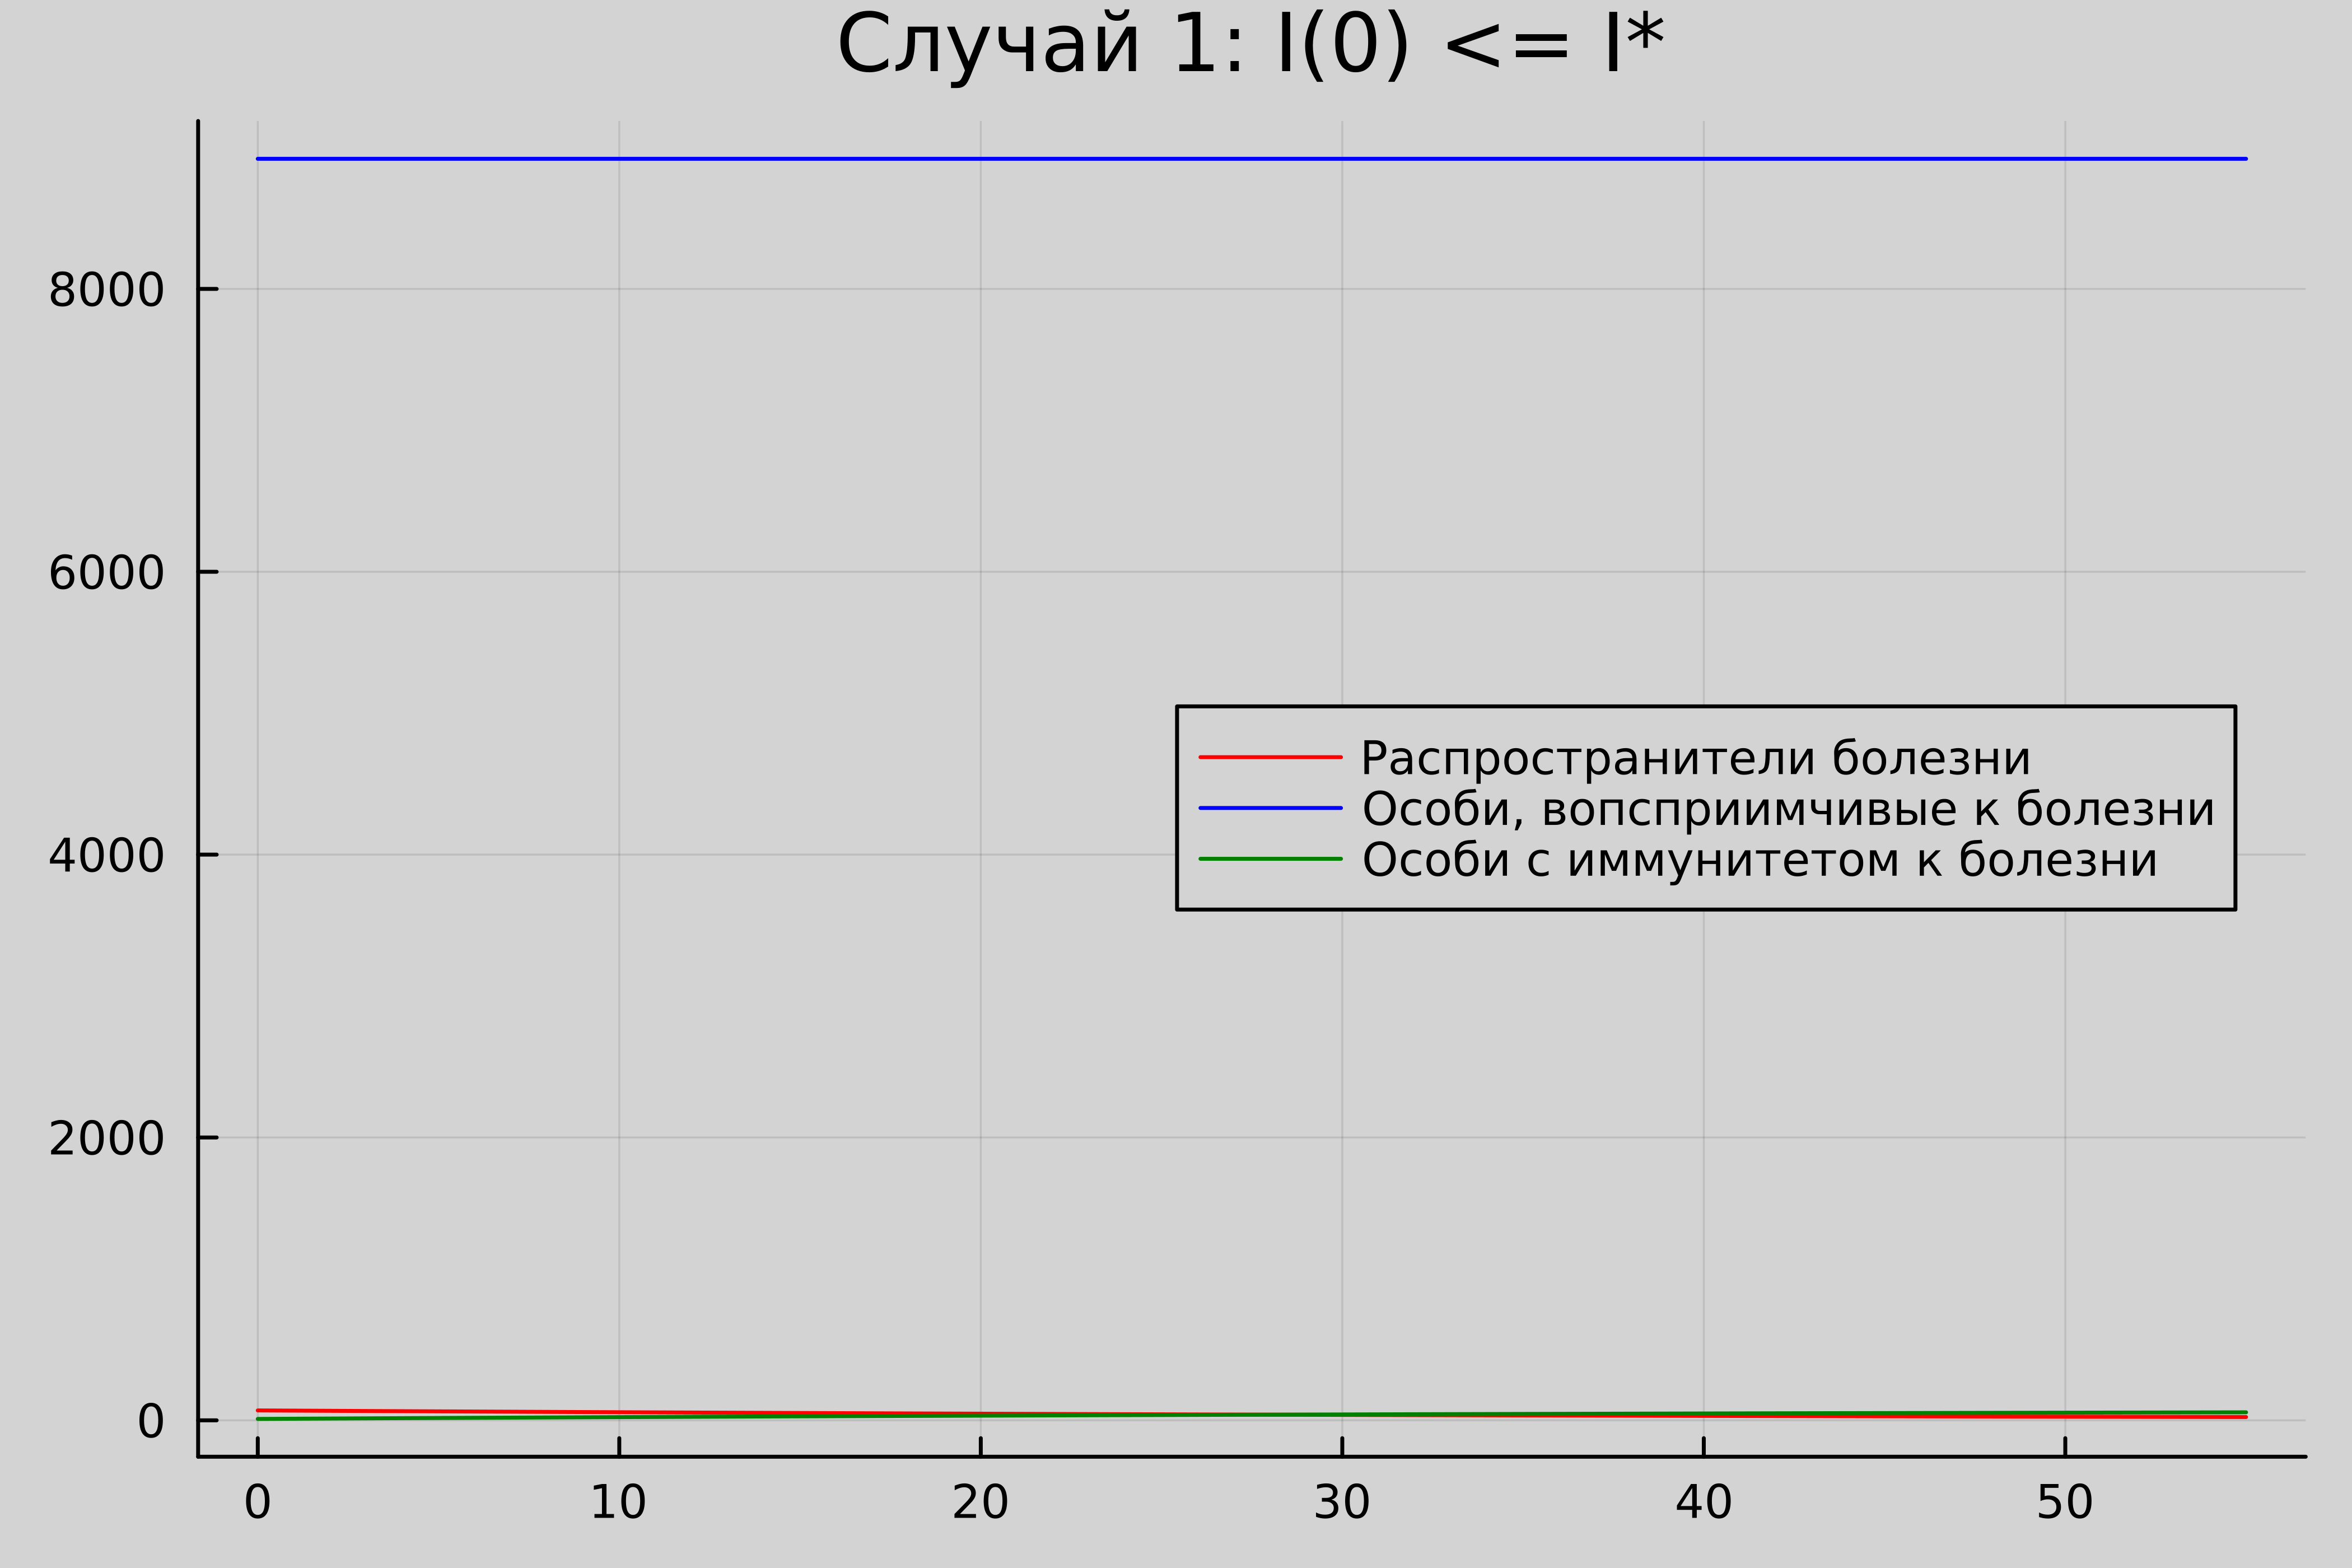 Случай 1: I(0) <= I*
8000
6000
4000
2000
0
Распространители болезни
Особи, вопсприимчивые к болезни
Особи с иммунитетом к болезни
0 10 20 30 40 50